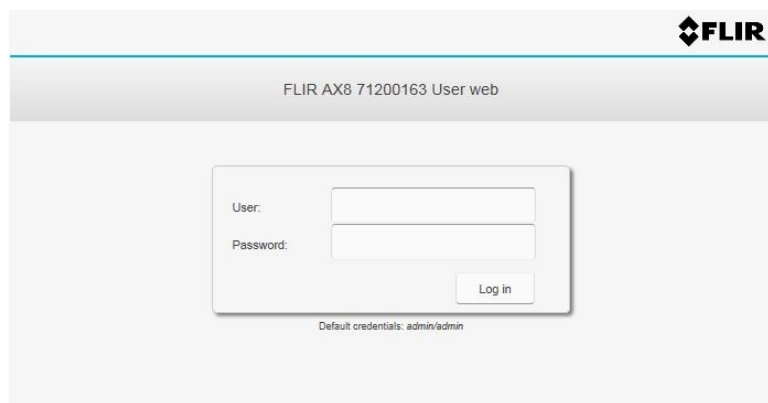 FLIR
FLIR AX8 71200163 User web
User:
Password:
Log in
Default credentials: admin/admin